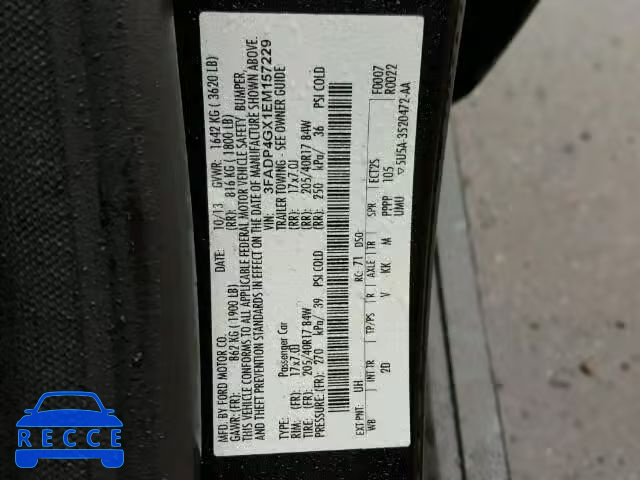 MFD. BY FORD MOTOR CO.
DATE: 10/13 GVWR: 1642 KG ( 3620 LB)
GAWR: (FR): 862 KG ( 1900 LB) (RR): 816 KG ( 1800 LB)
THIS VEHICLE CONFORMS TO ALL APPLICABLE FEDERAL MOTOR VEHICLE SAFETY, BUMPER,
AND THEFT PREVENTION STANDARDS IN EFFECT ON THE DATE OF MANUFACTURE SHOWN ABOVE.
VIN: 3FADP4GX1EM157229
TYPE: Passenger Car TRAILER TOWING - SEE OWNER GUIDE
RIM: (FR): 17x7.0J (RR): 17x7.0J
TIRE: (FR): 205/40R17 84W (RR): 205/40R17 84W
PRESSURE: (FR): 270 kPa/ 39 PSI COLD (RR): 250 kPa/ 36 PSI COLD
F0007
R0022
EXT PNT: UH RC: 71 DSO: ECT2S
WB INT TR TP/PS R AXLE TR SPR PPPP 105
2D V KK M UMU
5U5A-3520472-AA
RECCE